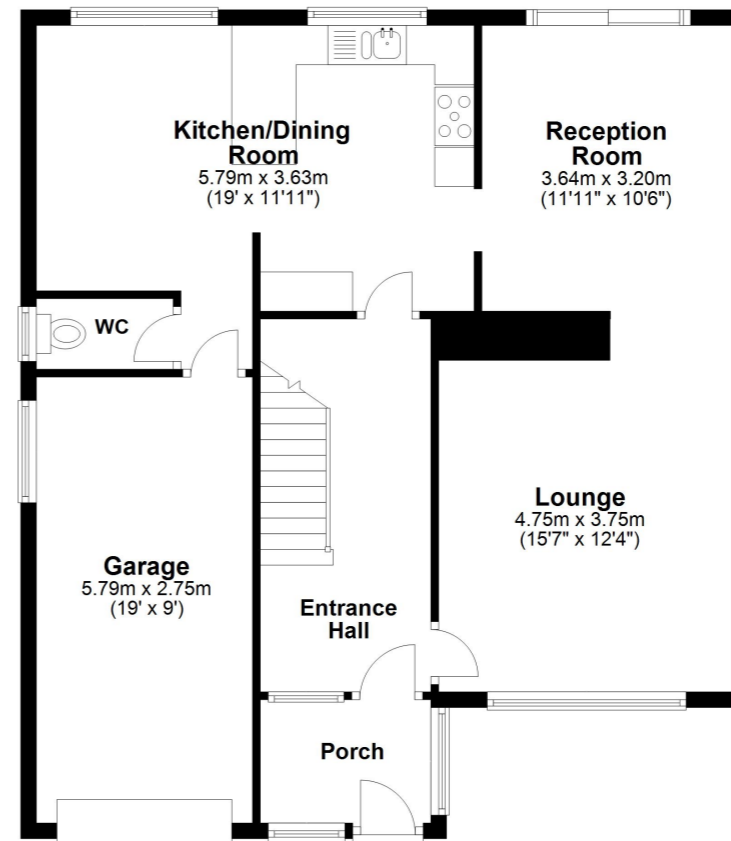 Kitchen/Dining
Room
5.79m x 3.63m
(19' x 11'11")
Reception
Room
3.64m x 3.20m
(11'11" x 10'6")
WC
Lounge
4.75m x 3.75m
(15'7" x 12'4")
Garage
5.79m x 2.75m
(19' x 9')
Entrance
Hall
Porch